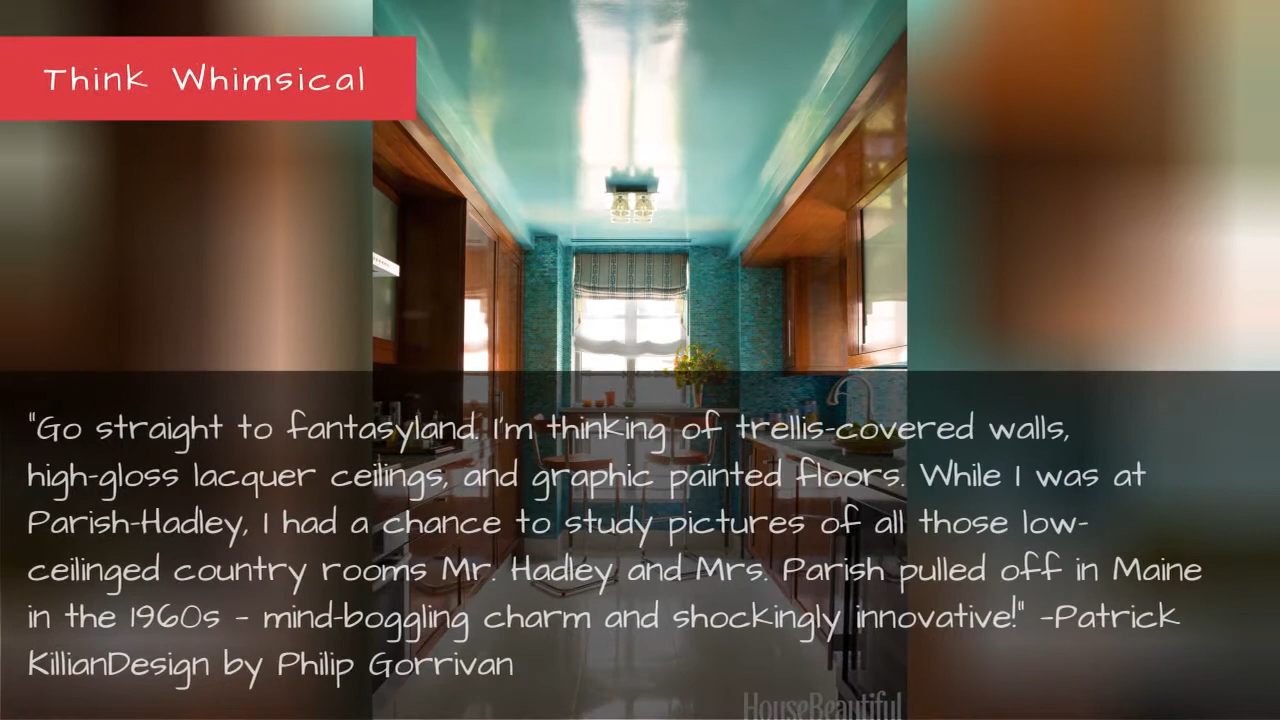 Think Whimsical
"Go straight to fantasyland. I'm thinking of trellis-covered walls,
high-gloss lacquer ceilings, and graphic painted floors. While I was at
Parish-Hadley, I had a chance to study pictures of all those low-
ceilinged country rooms Mr. Hadley and Mrs. Parish pulled off in Maine
in the 1960s - mind-boggling charm and shockingly innovative!" -Patrick
KillianDesign by Philip Gorrivan
HouseBeautiful